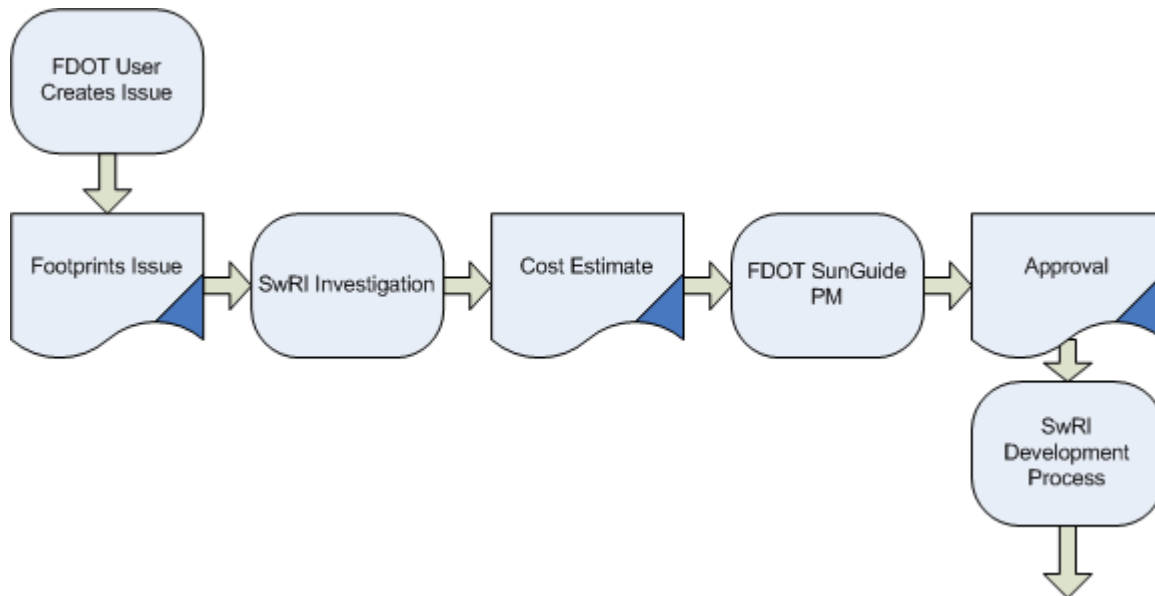 FDOT User
Creates Issue
Footprints Issue
SwRI Investigation
Cost Estimate
FDOT SunGuide
PM
Approval
SwRI
Development
Process